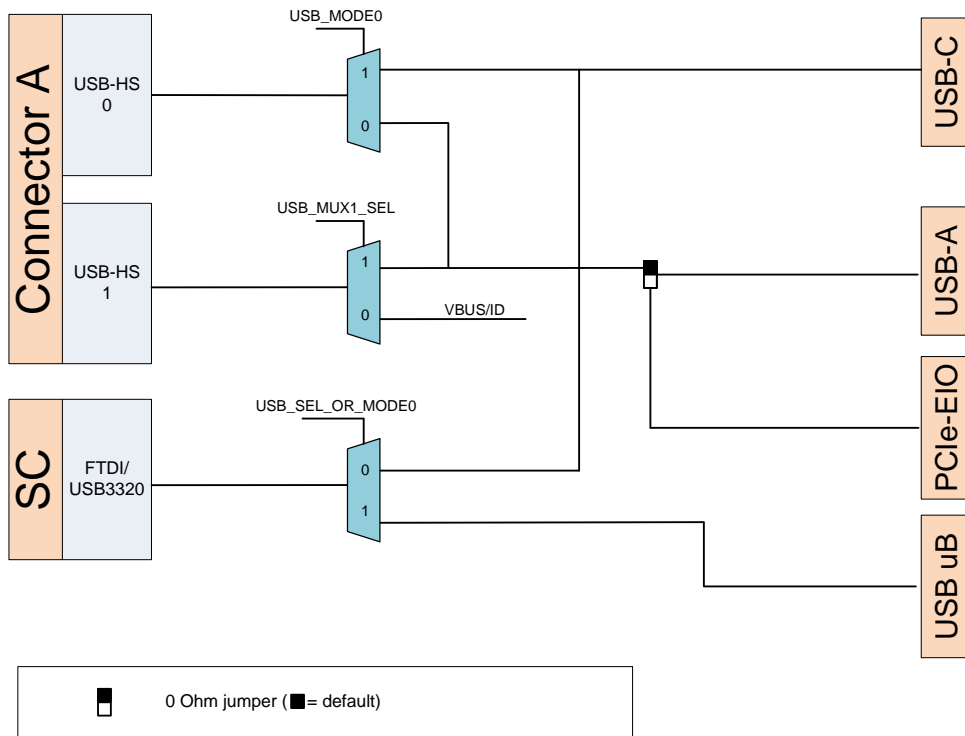 Connector A
USB-HS
0
USB_MODE0
1
0
USB-C
USB-HS
1
USB_MUX1_SEL
1
0
VBUS/ID
USB-A
PCIe-EIO
SC
FTDI/
USB3320
USB_SEL_OR_MODE0
0
1
USB uB
0 Ohm jumper ( = default)